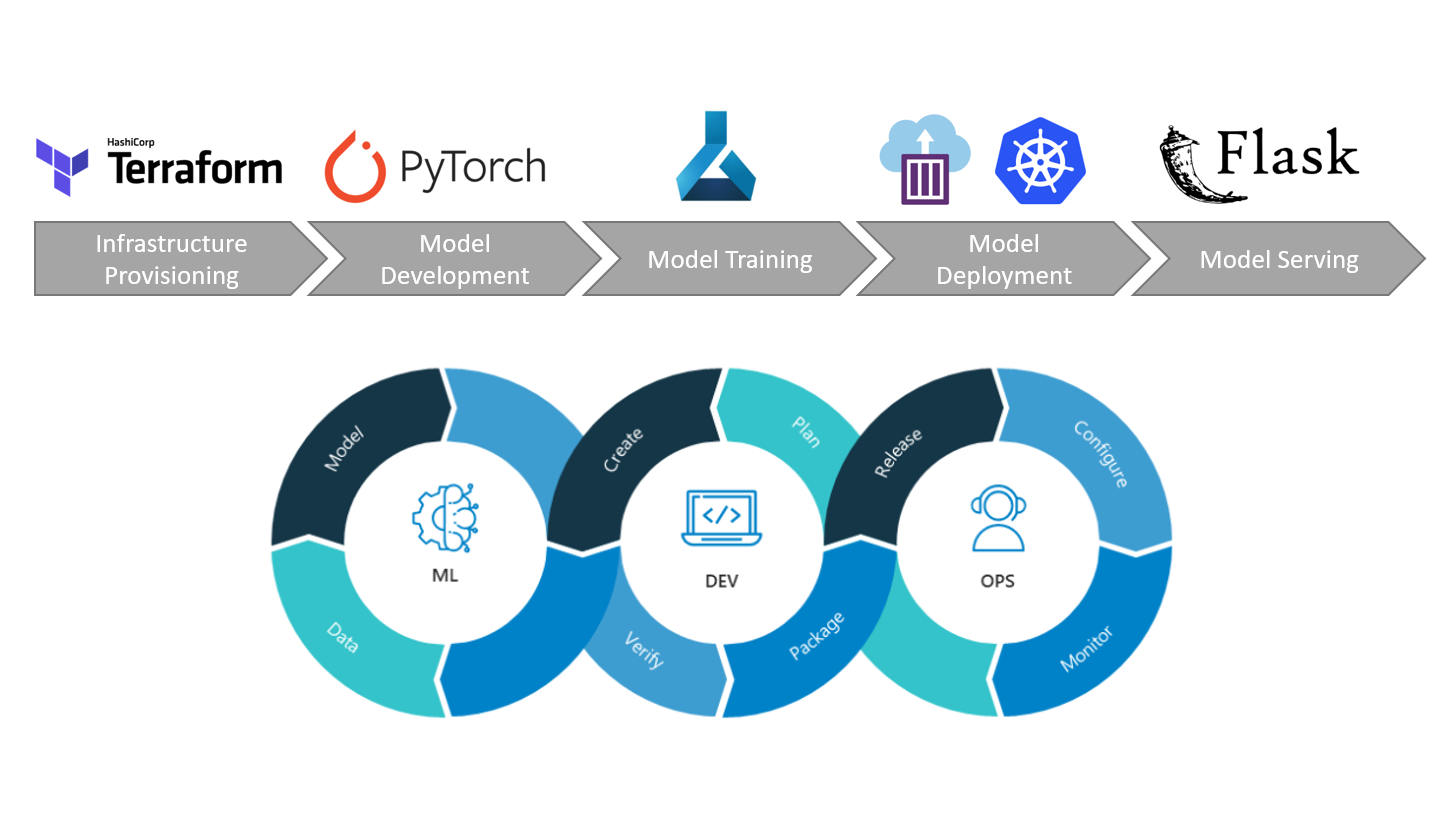 HashiCorp
Terraform
PyTorch
Flask
Infrastructure
Provisioning
Model
Development
Model Training
Model
Deployment
Model Serving
Model
Data
ML
Create
Plan
Verify
Package
DEV
Release
Configure
Monitor
OPS